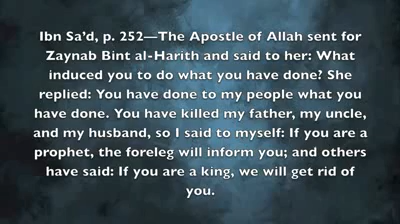 Ibn Sa’d, p. 252—The Apostle of Allah sent for
Zaynab Bint al-Harith and said to her: What
induced you to do what you have done? She
replied: You have done to my people what you
have done. You have killed my father, my uncle,
and my husband, so I said to myself: If you are a
prophet, the foreleg will inform you; and others
have said: If you are a king, we will get rid of
you.